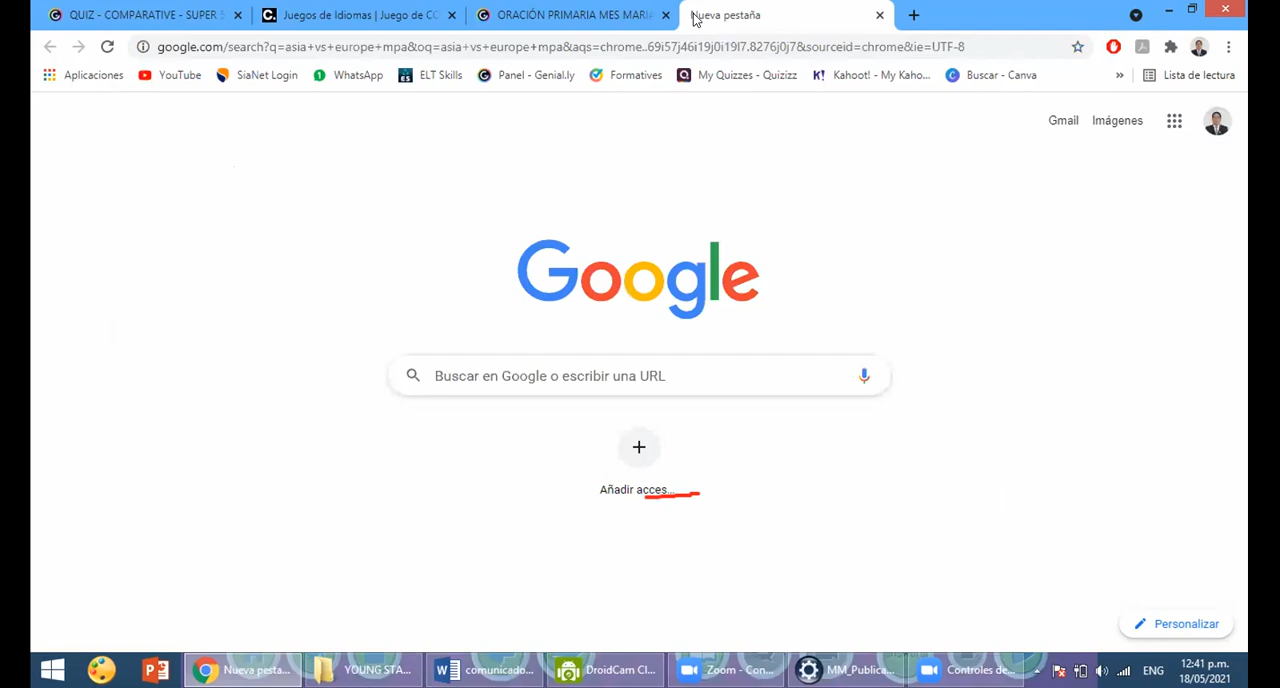 QUIZ - COMPARATIVE - SUPER S
Juegos de Idiomas | Juego de CO
ORACIÓN PRIMARIA MES MARIA
Nueva pestaña
google.com/search?q=asia+vs+europe+mpa&oq=asia+vs+europe+mpa&aqs=chrome..69i57j46i19j0i19l7.8276j0j7&sourceid=chrome&ie=UTF-8
Aplicaciones YouTube SiaNet Login WhatsApp ELT Skills Panel - Genial.ly Formatives My Quizzes - Quizizz Kahoot! - My Kaho... Buscar - Canva » Lista de lectura
Gmail Imágenes
Google
Buscar en Google o escribir una URL
Añadir acces...
Personalizar
Nueva pesta... YOUNG STA... comunicado... DroidCam Cl... Zoom - Con... MM_Publica... Controles de... ENG 12:41 p.m.
18/05/2021